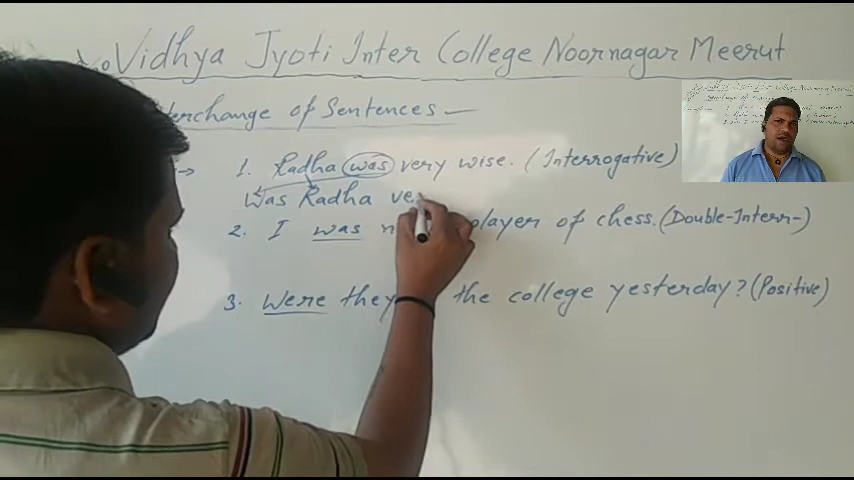 Vidhya Jyoti Inter College Noornagar Meerut
terchange of Sentences —
→ 1. Radha was very wise. (Interrogative)
Was Radha ve
2. I was n player of chess. (Double-Interr-)
3. Were they the college yesterday? (Positive)